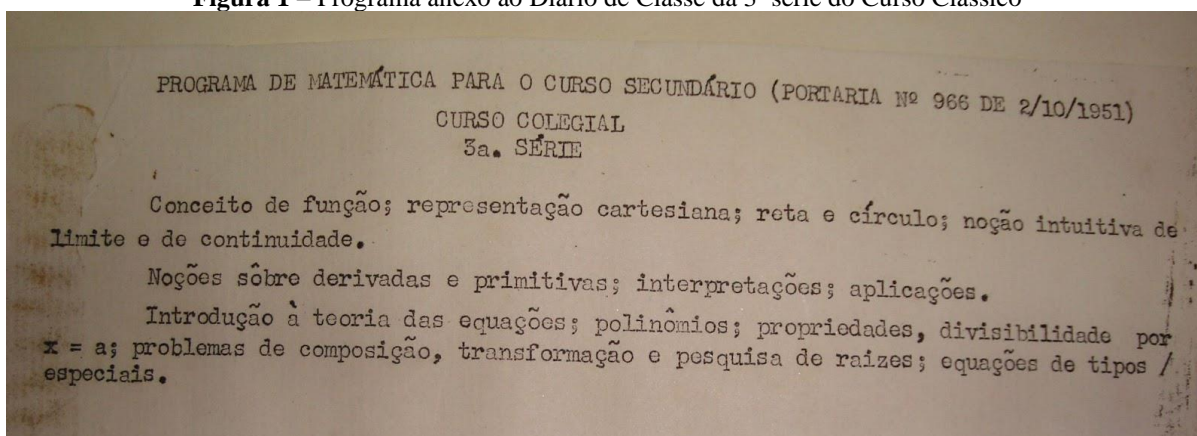 Figura 1 – Programa anexo ao Diário de Classe da 3ª série do Curso Clássico
PROGRAMA DE MATEMÁTICA PARA O CURSO SECUNDÁRIO (PORTARIA Nº 966 DE 2/10/1951)
CURSO COLEGIAL
3a. SÉRIE
Conceito de função; representação cartesiana; reta e círculo; noção intuitiva de
limite e de continuidade.
Noções sôbre derivadas e primitivas; interpretações; aplicações.
Introdução à teoria das equações; polinômios; propriedades, divisibilidade por
x = a; problemas de composição, transformação e pesquisa de raizes; equações de tipos /
especiais.